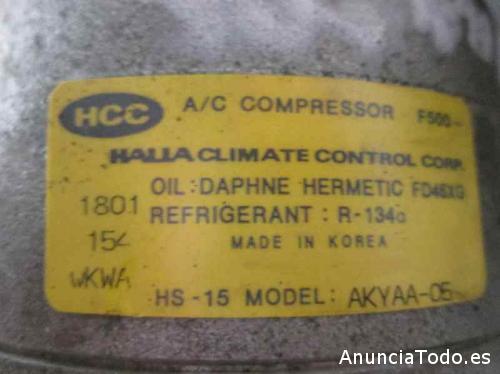 HCC A/C COMPRESSOR F500-
HALLA CLIMATE CONTROL CORP.
OIL: DAPHNE HERMETIC FD46XG
1801 REFRIGERANT : R-134a
154 MADE IN KOREA
WKWA HS-15 MODEL: AKYAA-05
AnunciaTodo.es